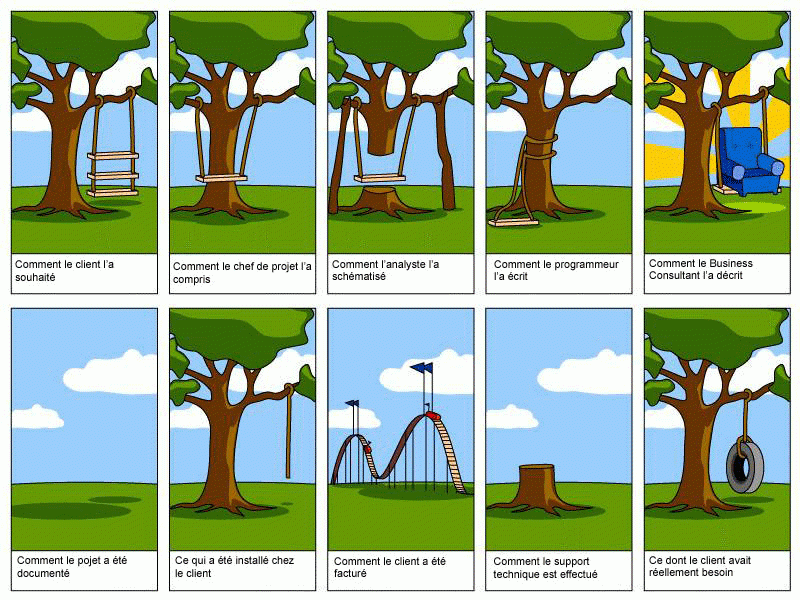 Comment le client l'a
souhaité
Comment le chef de projet l'a
compris
Comment l'analyste l'a
schématisé
Comment le programmeur
l'a écrit
Comment le Business
Consultant l'a décrit
Comment le pojet a été
documenté
Ce qui a été installé chez
le client
Comment le client a été
facturé
Comment le support
technique est effectué
Ce dont le client avait
réellement besoin